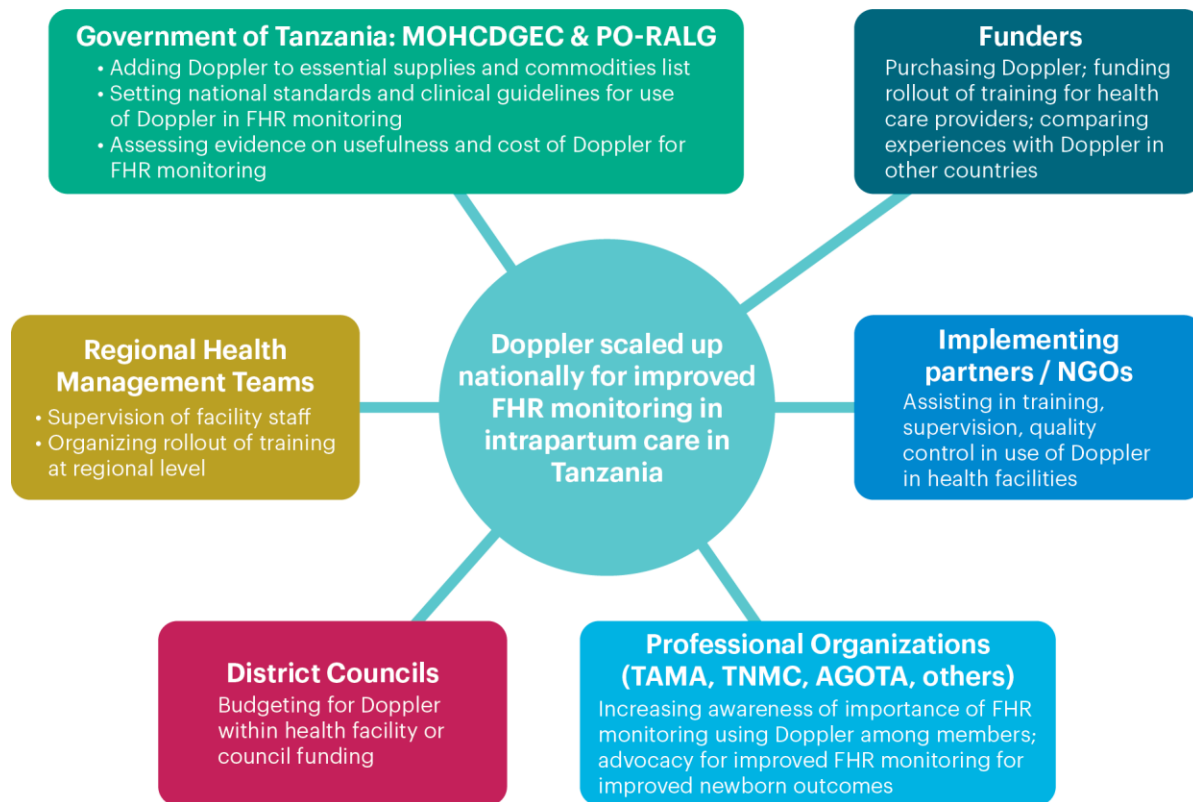 Government of Tanzania: MOHCDGEC & PO-RALG
• Adding Doppler to essential supplies and commodities list
• Setting national standards and clinical guidelines for use
of Doppler in FHR monitoring
• Assessing evidence on usefulness and cost of Doppler for
FHR monitoring
Funders
Purchasing Doppler; funding
rollout of training for health
care providers; comparing
experiences with Doppler in
other countries
Regional Health
Management Teams
• Supervision of facility staff
• Organizing rollout of training
at regional level
Doppler scaled up
nationally for improved
FHR monitoring in
intrapartum care in
Tanzania
Implementing
partners / NGOs
Assisting in training,
supervision, quality
control in use of Doppler
in health facilities
District Councils
Budgeting for Doppler
within health facility or
council funding
Professional Organizations
(TAMA, TNMC, AGOTA, others)
Increasing awareness of importance of FHR
monitoring using Doppler among members;
advocacy for improved FHR monitoring for
improved newborn outcomes